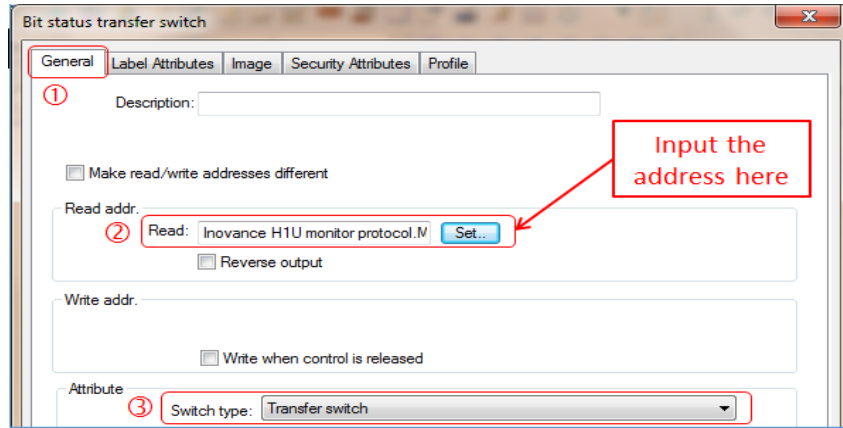 Bit status transfer switch
General Label Attributes Image Security Attributes Profile
①
Description:
Input the
address here
Make read/write addresses different
Read addr.
② Read: Inovance H1U monitor protocol.M Set..
Reverse output
Write addr.
Write when control is released
Attribute
③ Switch type: Transfer switch